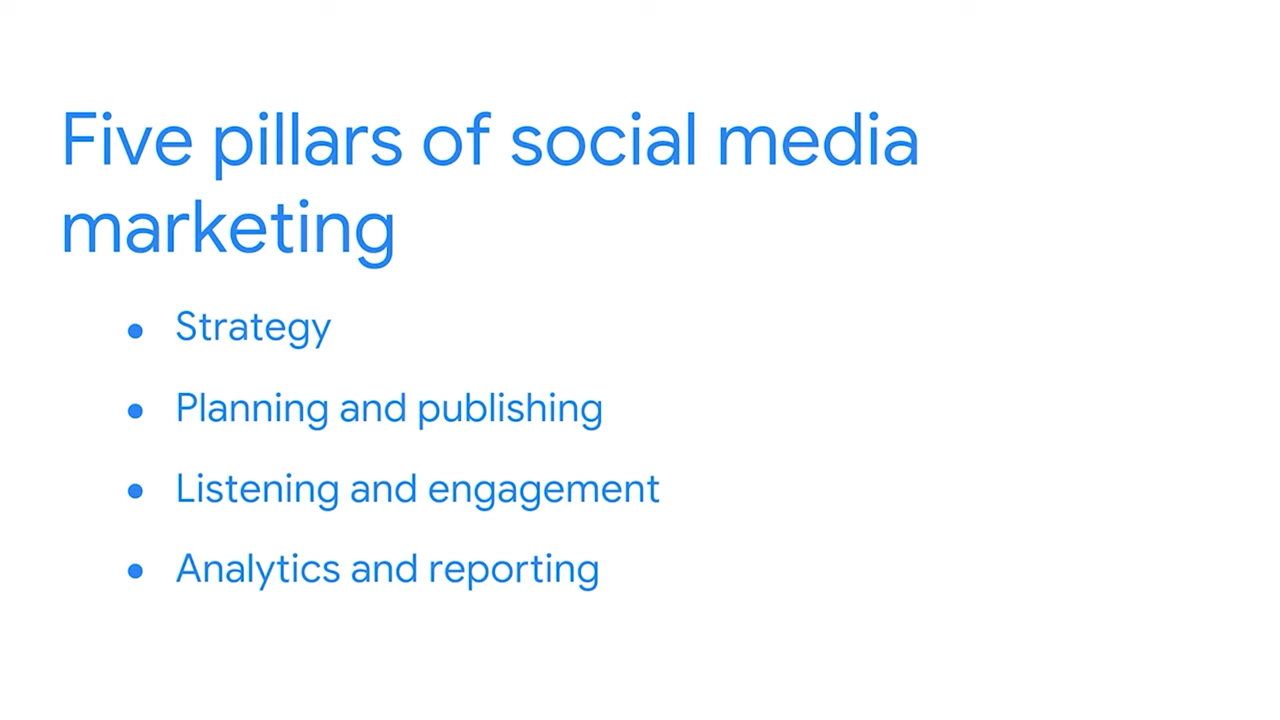 Five pillars of social media
marketing
• Strategy
• Planning and publishing
• Listening and engagement
• Analytics and reporting